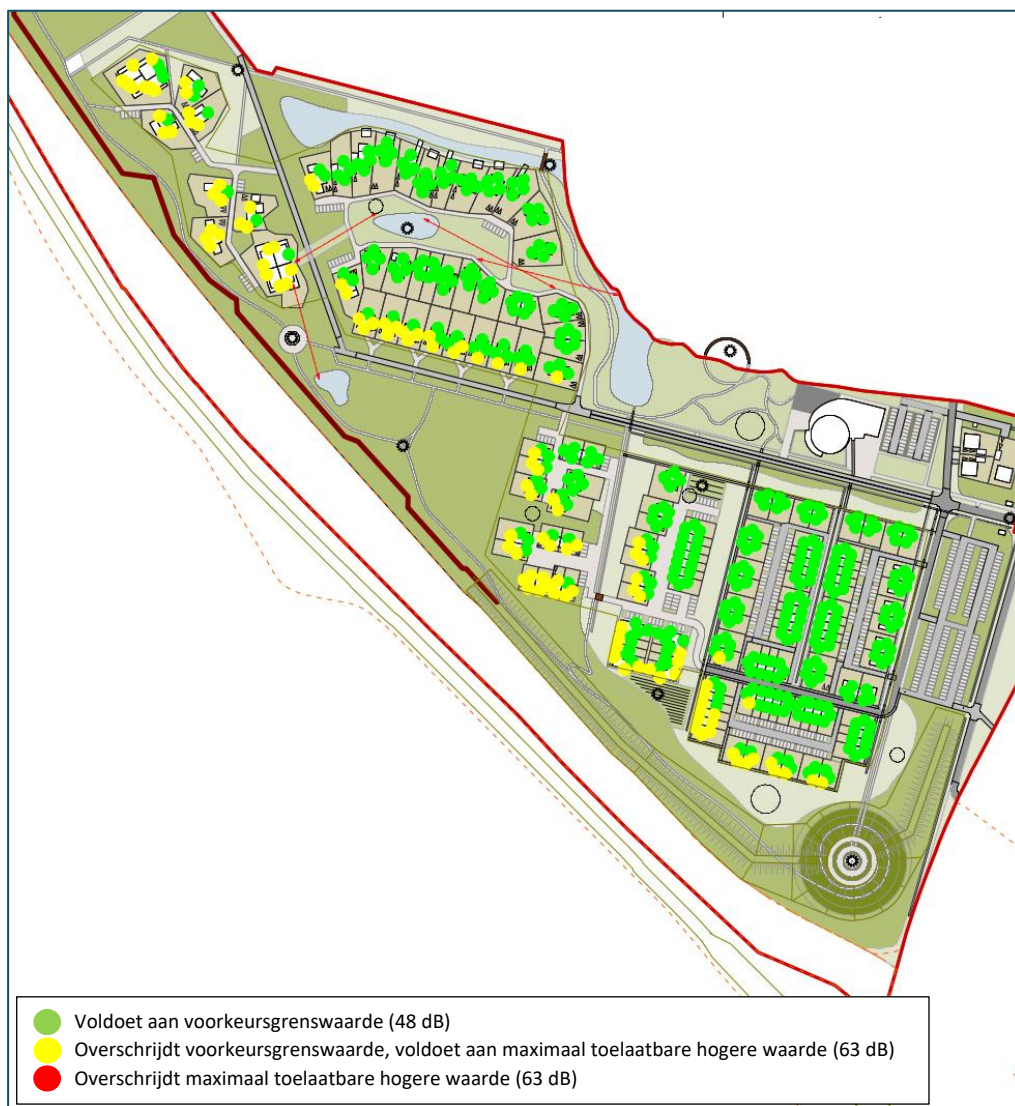 Voldoet aan voorkeursgrenswaarde (48 dB)
Overschrijdt voorkeursgrenswaarde, voldoet aan maximaal toelaatbare hogere waarde (63 dB)
Overschrijdt maximaal toelaatbare hogere waarde (63 dB)